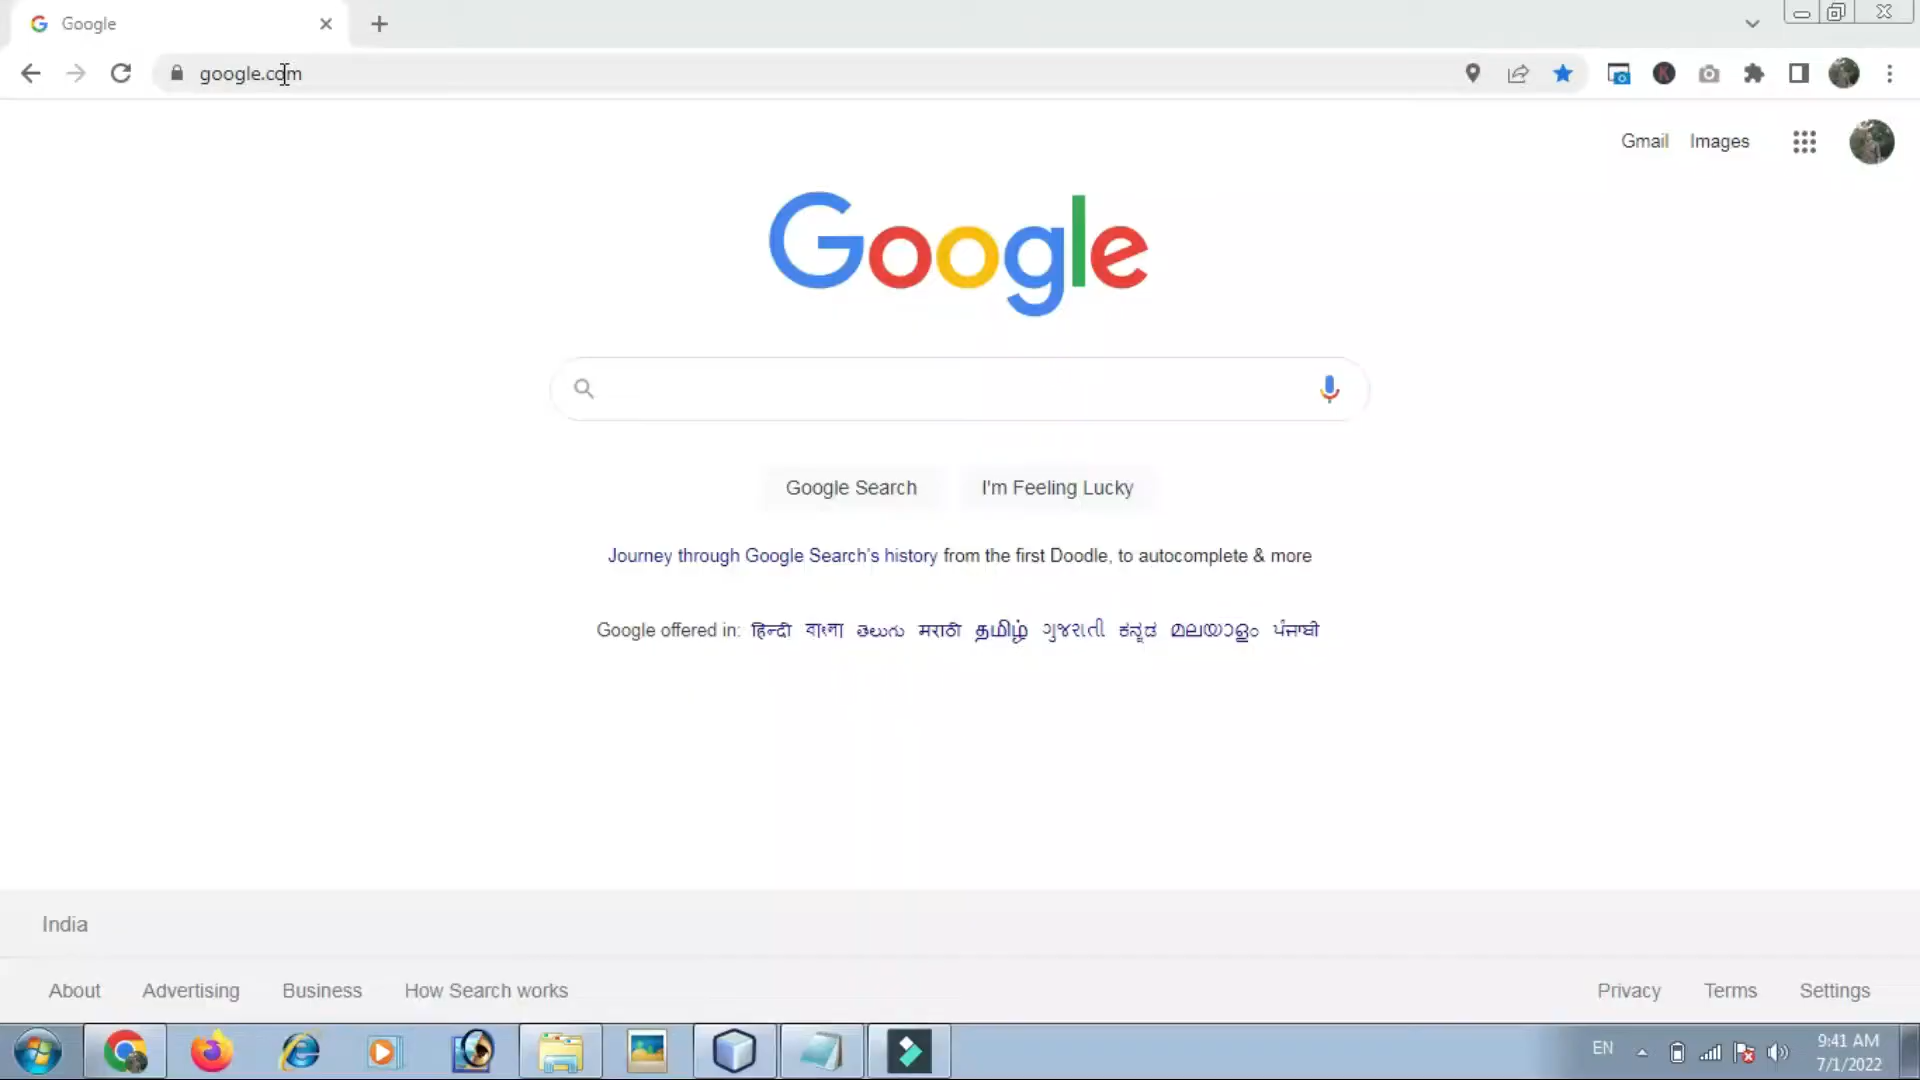 Google
google.com
Gmail Images
Google
Google Search I'm Feeling Lucky
Journey through Google Search's history from the first Doodle, to autocomplete & more
Google offered in: हिन्दी বাংলা తెలుగు मराठी தமிழ் ગુજરાતી ಕನ್ನಡ മലയാളം ਪੰਜਾਬੀ
India
About Advertising Business How Search works Privacy Terms Settings
EN 9:41 AM
7/1/2022